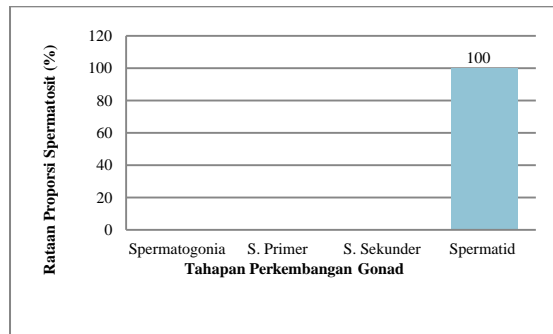 Rataan Proporsi Spermatosit (%)
120
100
80
60
40
20
0
100
Spermatogonia S. Primer S. Sekunder Spermatid
Tahapan Perkembangan Gonad